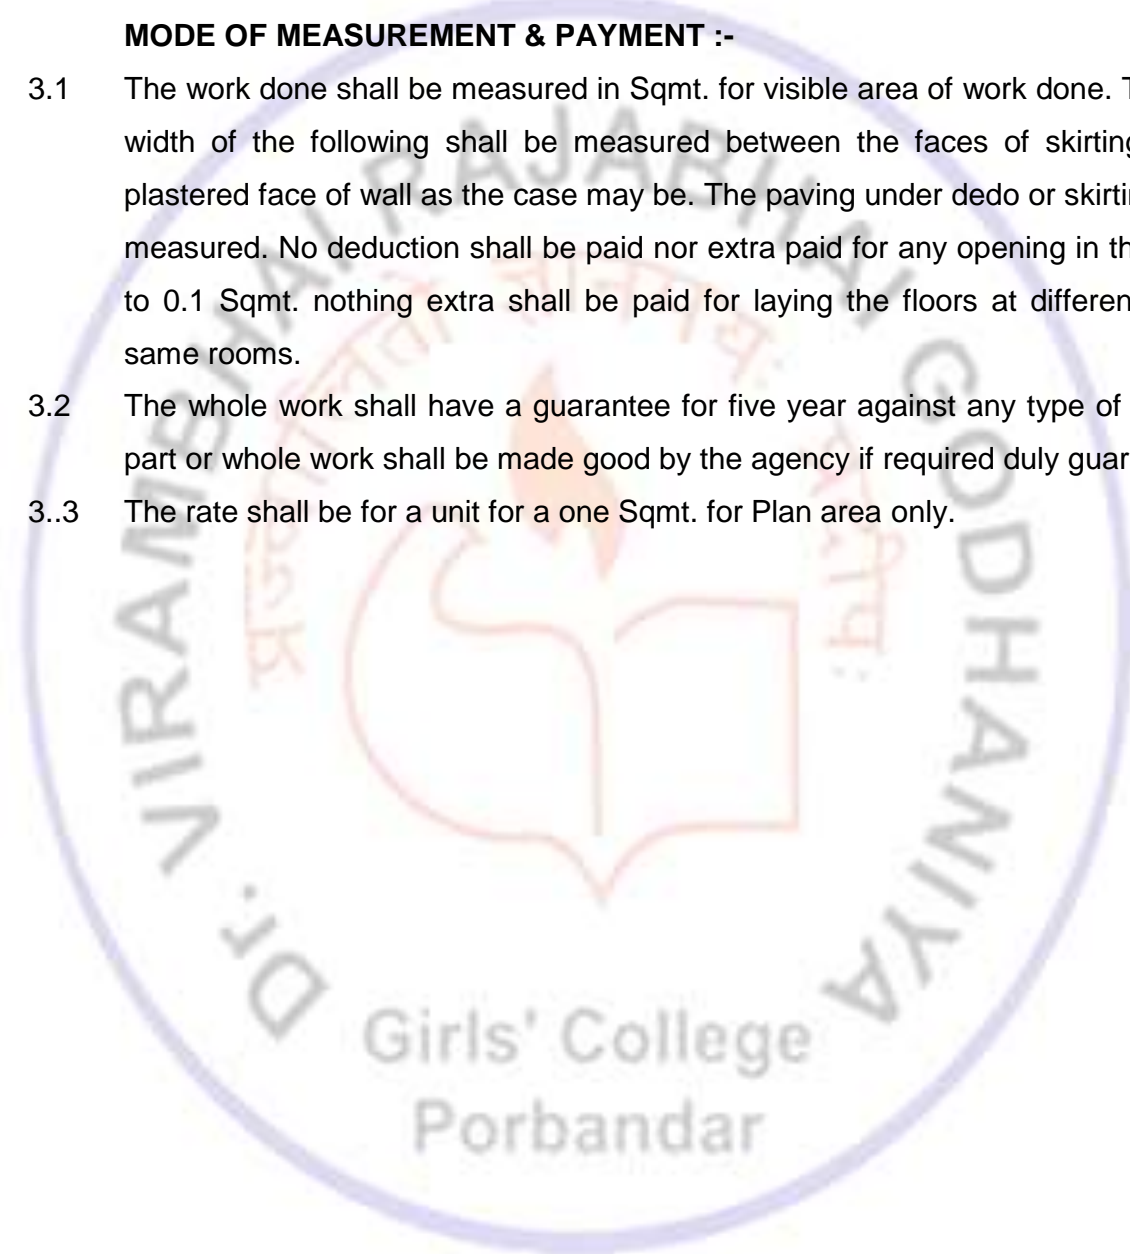 MODE OF MEASUREMENT & PAYMENT :-
3.1 The work done shall be measured in Sqmt. for visible area of work done.
width of the following shall be measured between the faces of skirting
plastered face of wall as the case may be. The paving under dedo or
measured. No deduction shall be paid nor extra paid for any opening in
to 0.1 Sqmt. nothing extra shall be paid for laying the floors at
same rooms.
3.2 The whole work shall have a guarantee for five year against any type of
part or whole work shall be made good by the agency if required duly
3..3 The rate shall be for a unit for a one Sqmt. for Plan area only.
Dr. VIRAMBHAI RAJABHAI GODHANIYA
Girls' College
Porbandar